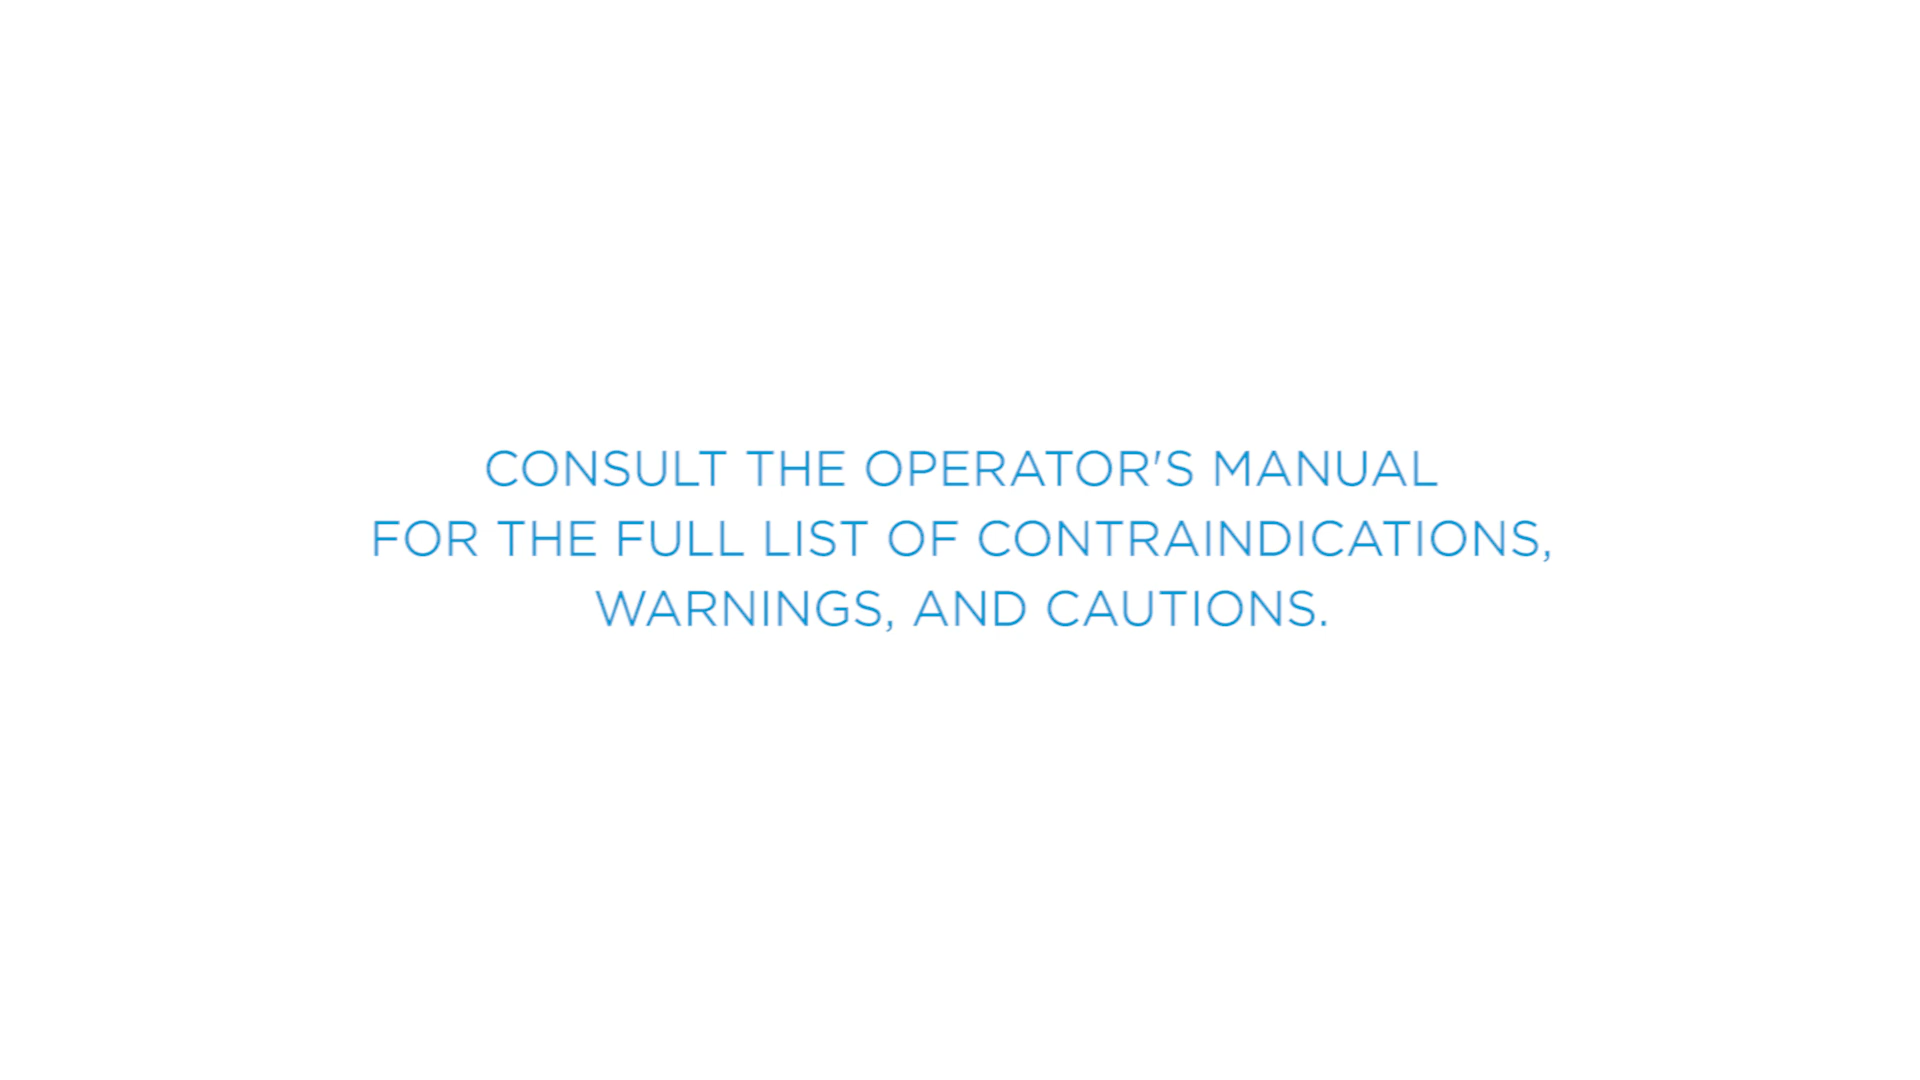 CONSULT THE OPERATOR'S MANUAL
FOR THE FULL LIST OF CONTRAINDICATIONS,
WARNINGS, AND CAUTIONS.